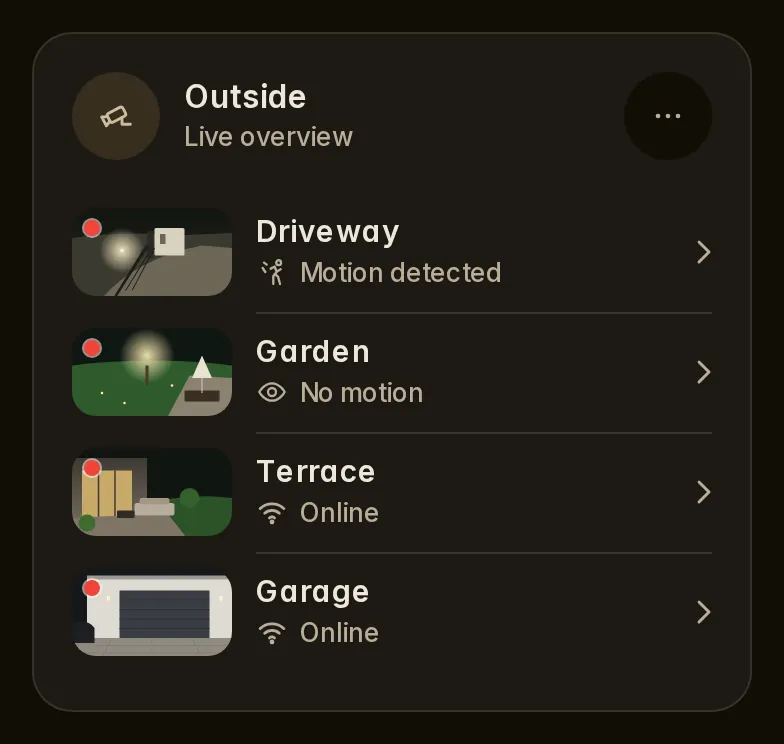 Outside
Live overview
Driveway
Motion detected
Garden
No motion
Terrace
Online
Garage
Online